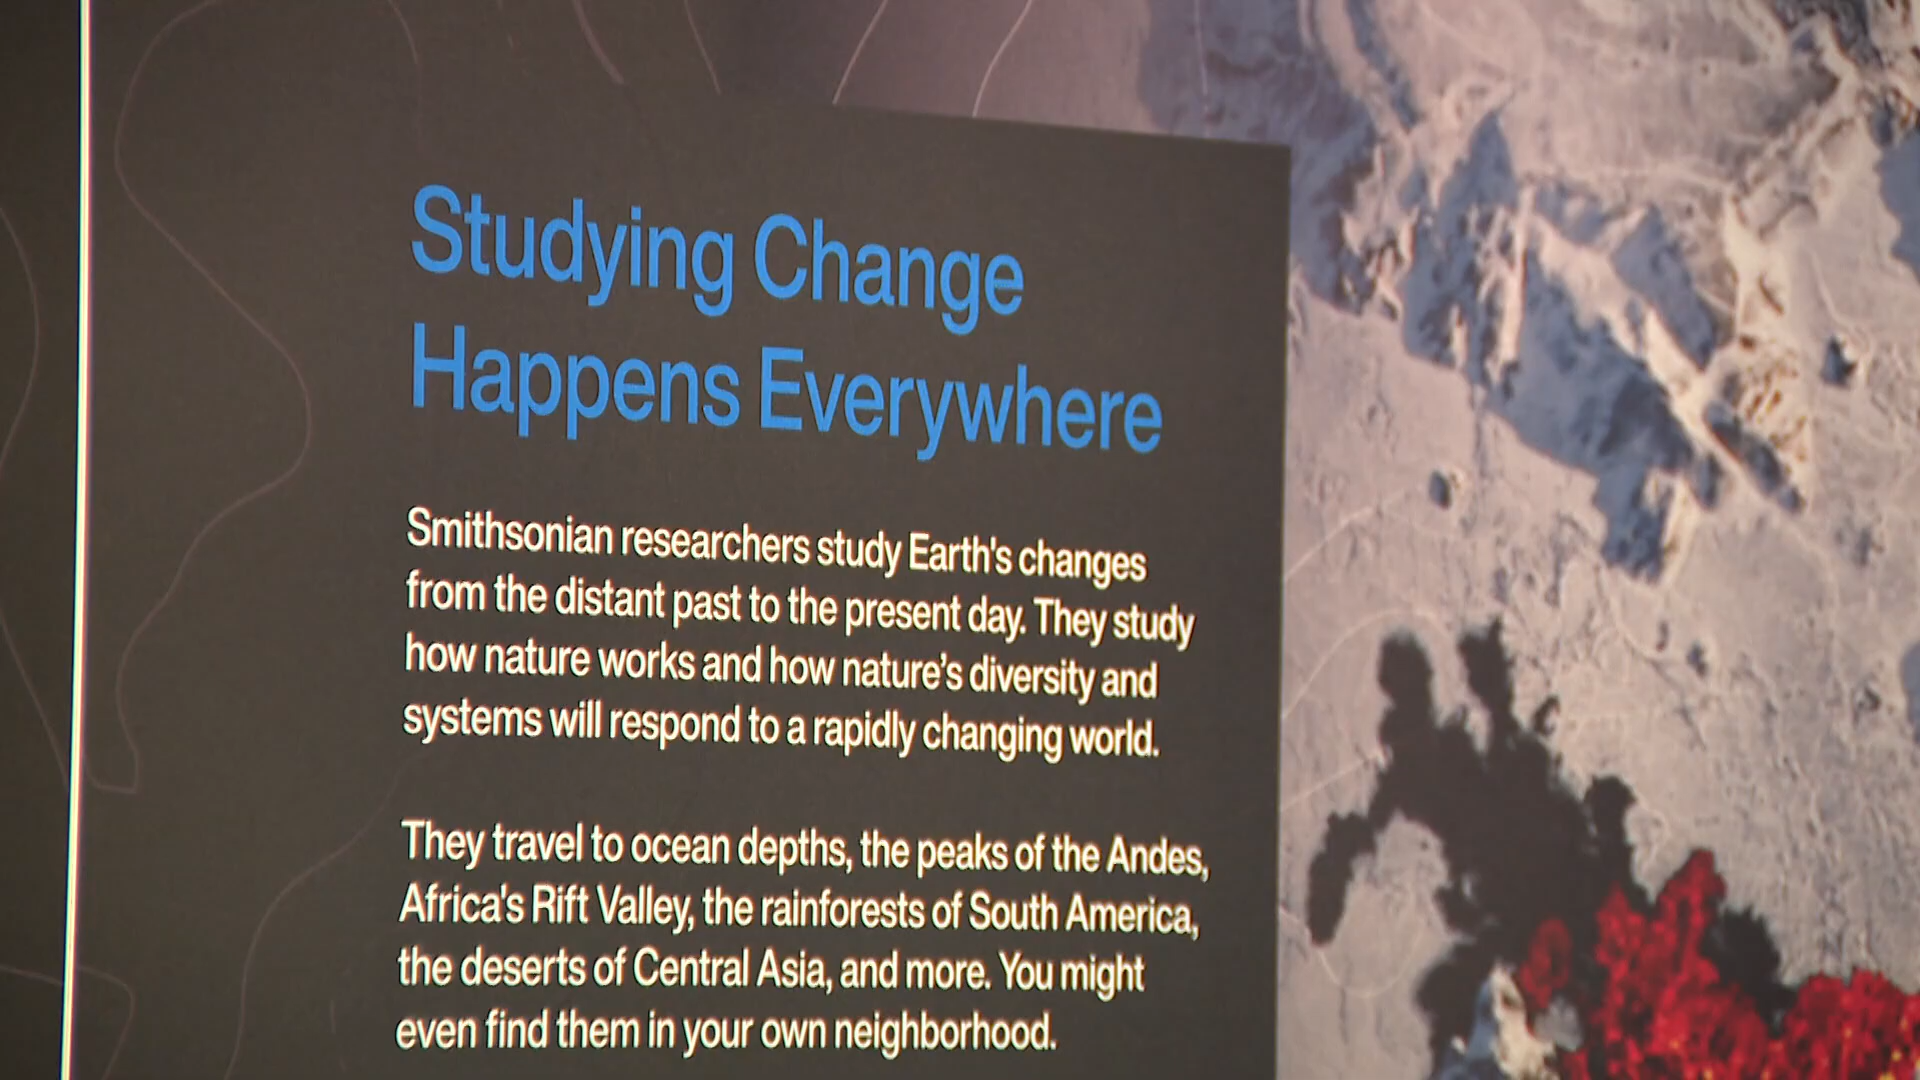 Studying Change
Happens Everywhere
Smithsonian researchers study Earth's changes
from the distant past to the present day. They study
how nature works and how nature’s diversity and
systems will respond to a rapidly changing world.
They travel to ocean depths, the peaks of the Andes,
Africa's Rift Valley, the rainforests of South America,
the deserts of Central Asia, and more. You might
even find them in your own neighborhood.